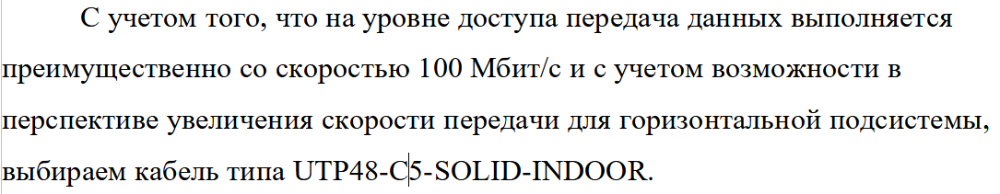 С учетом того, что на уровне доступа передача данных выполняется
преимущественно со скоростью 100 Мбит/с и с учетом возможности в
перспективе увеличения скорости передачи для горизонтальной подсистемы,
выбираем кабель типа UTP48-C5-SOLID-INDOOR.